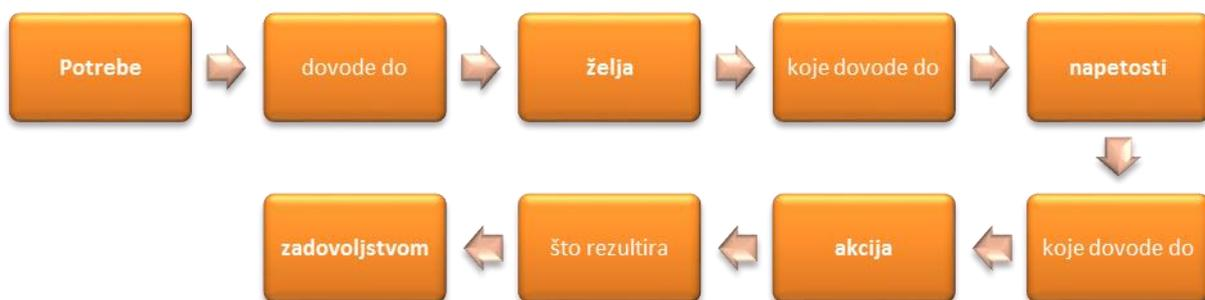 Potrebe
dovode do
želja
koje dovode do
napetosti
koje dovode do
akcija
što rezultira
zadovoljstvom